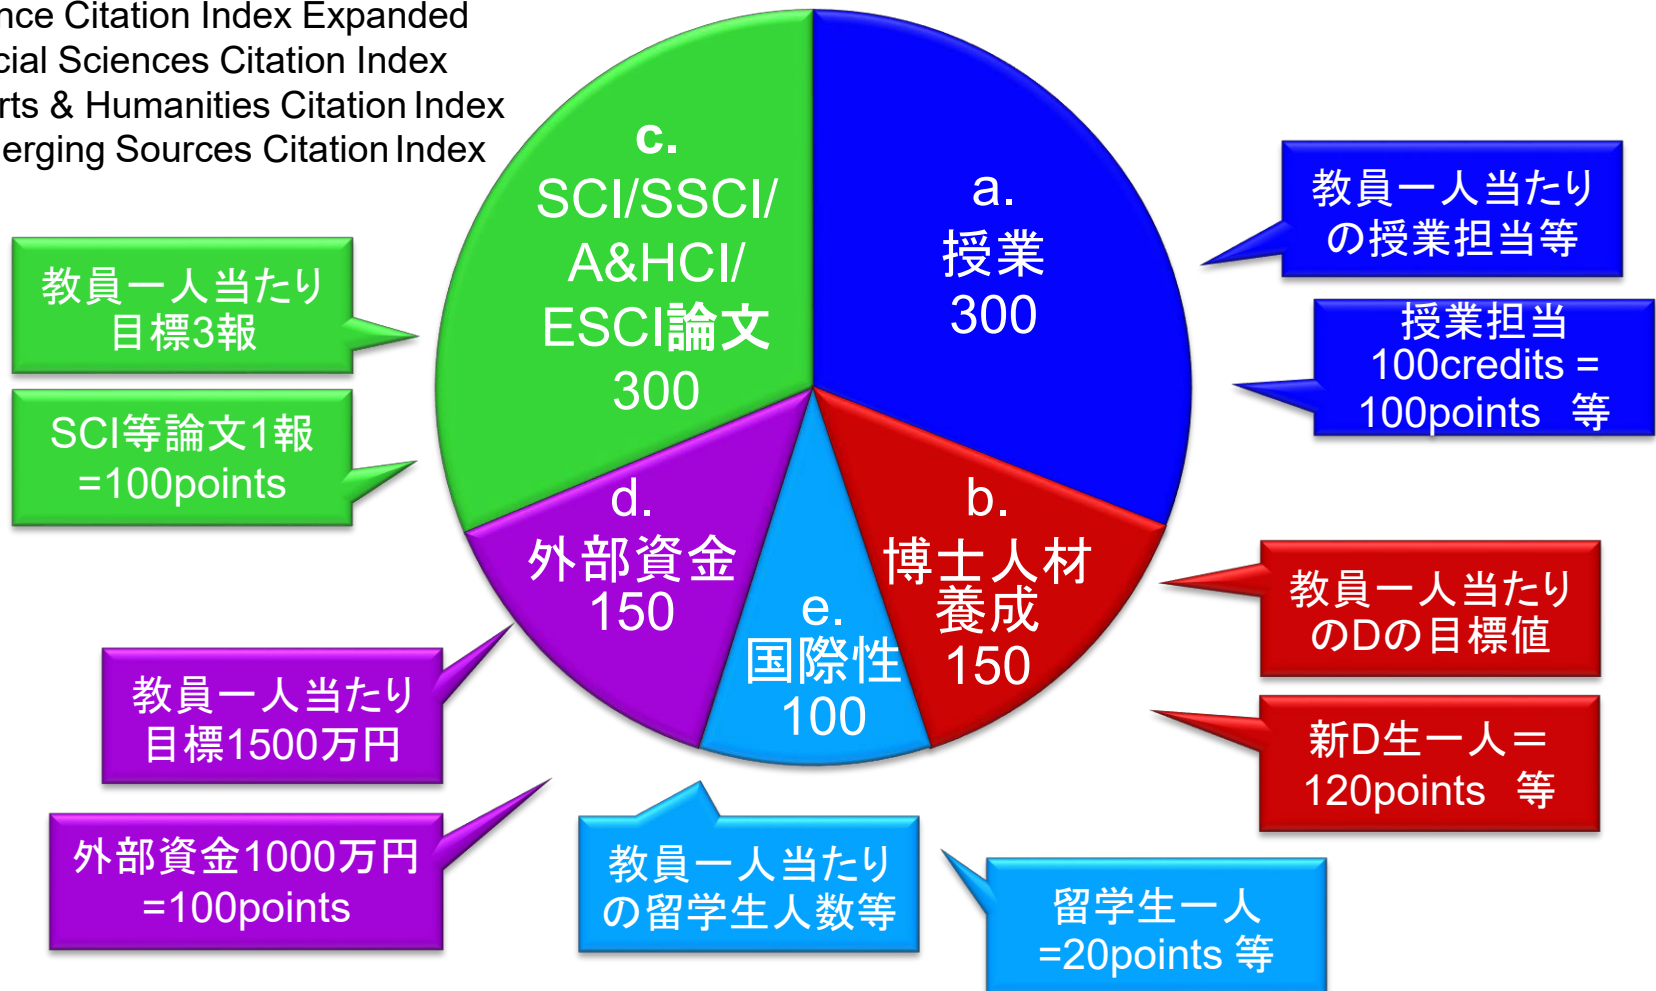 nce Citation Index Expanded
cial Sciences Citation Index
rts & Humanities Citation Index
erging Sources Citation Index
c.
SCI/SSCI/
A&HCI/
ESCI論文
300
a.
授業
300
教員一人当たり
の授業担当等
授業担当
100credits =
100points 等
教員一人当たり
目標3報
SCI等論文1報
=100points
d.
外部資金
150
e.
国際性
100
b.
博士人材
養成
150
教員一人当たり
のDの目標値
新D生一人＝
120points 等
教員一人当たり
目標1500万円
外部資金1000万円
=100points
教員一人当たり
の留学生人数等
留学生一人
=20points 等